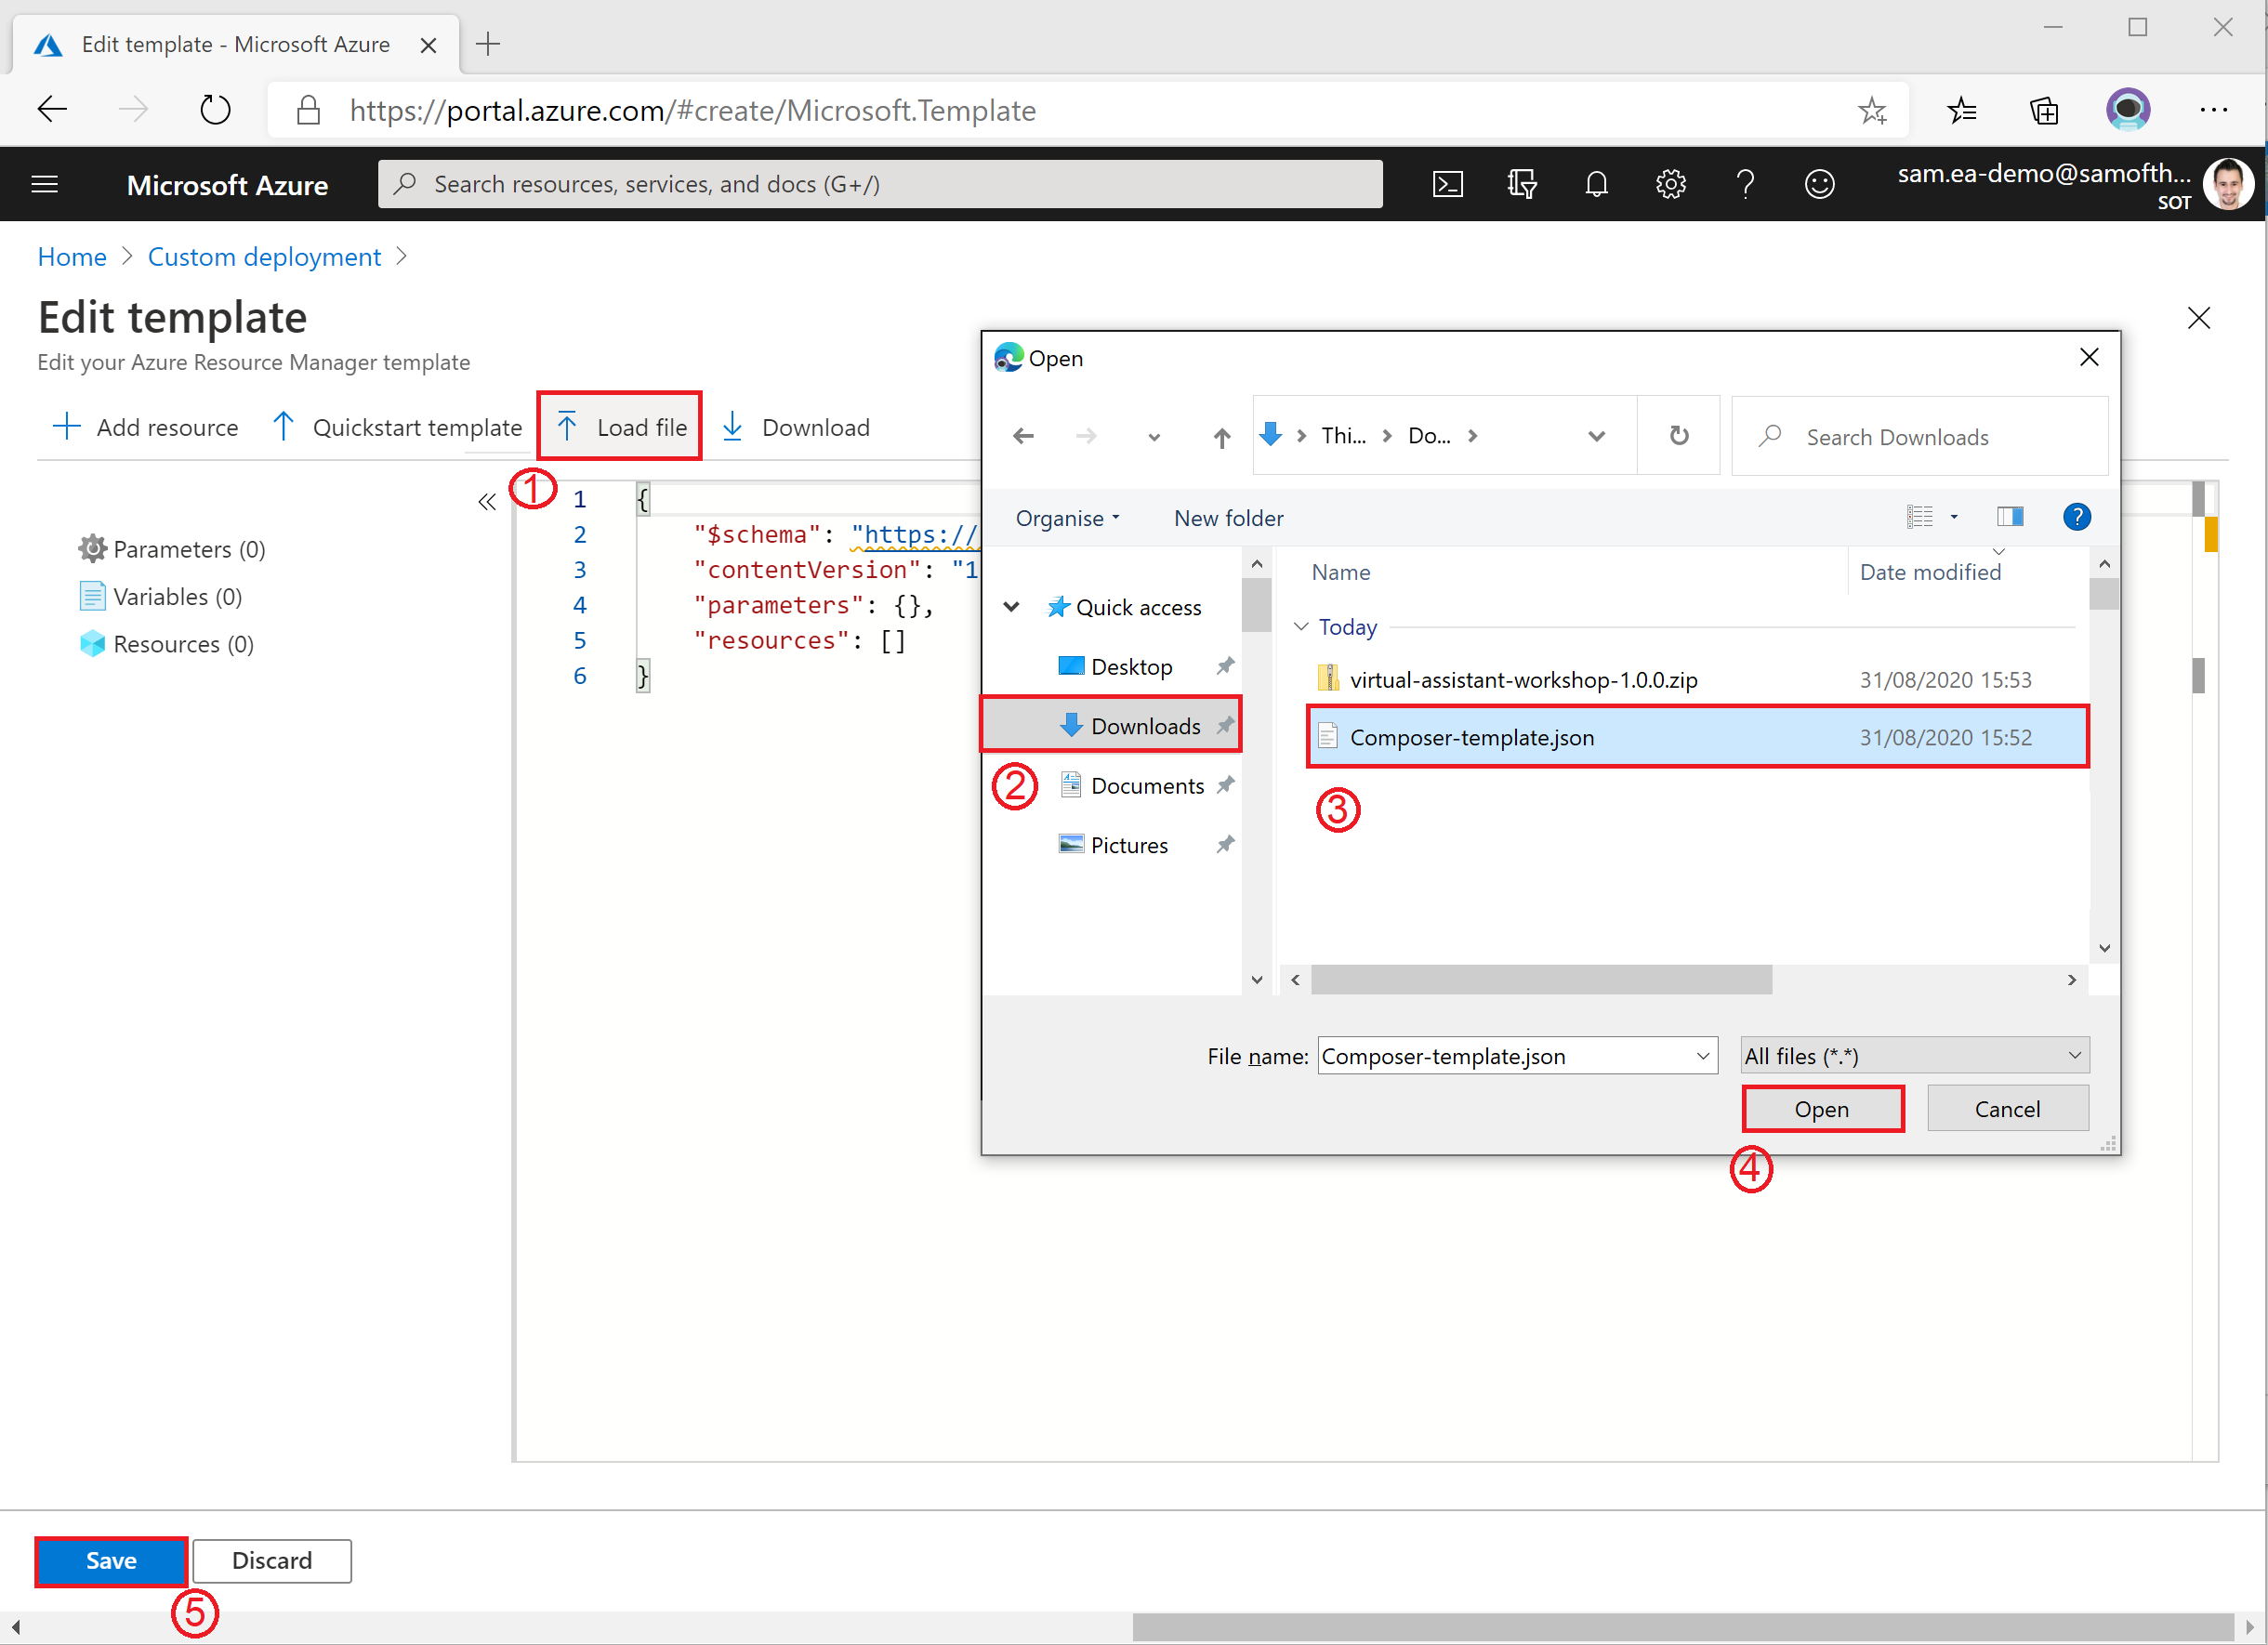 Edit template - Microsoft Azure
https://portal.azure.com/#create/Microsoft.Template
Microsoft Azure
Search resources, services, and docs (G+/)
sam.ea-demo@samofth...
SOT
Home > Custom deployment >
Edit template
Edit your Azure Resource Manager template
Add resource
Quickstart template
Load file
Download
1
Parameters (0)
Variables (0)
Resources (0)
1 {
2 "$schema": "https://
3 "contentVersion": "1
4 "parameters": {},
5 "resources": []
6 }
Open
Thi... > Do... >
Search Downloads
Organise
New folder
?
Quick access
Desktop
Downloads
2
Documents
Pictures
Name Date modified
Today
virtual-assistant-workshop-1.0.0.zip 31/08/2020 15:53
Composer-template.json 31/08/2020 15:52
3
File name: Composer-template.json
All files (*.*)
Open
Cancel
4
Save
Discard
5